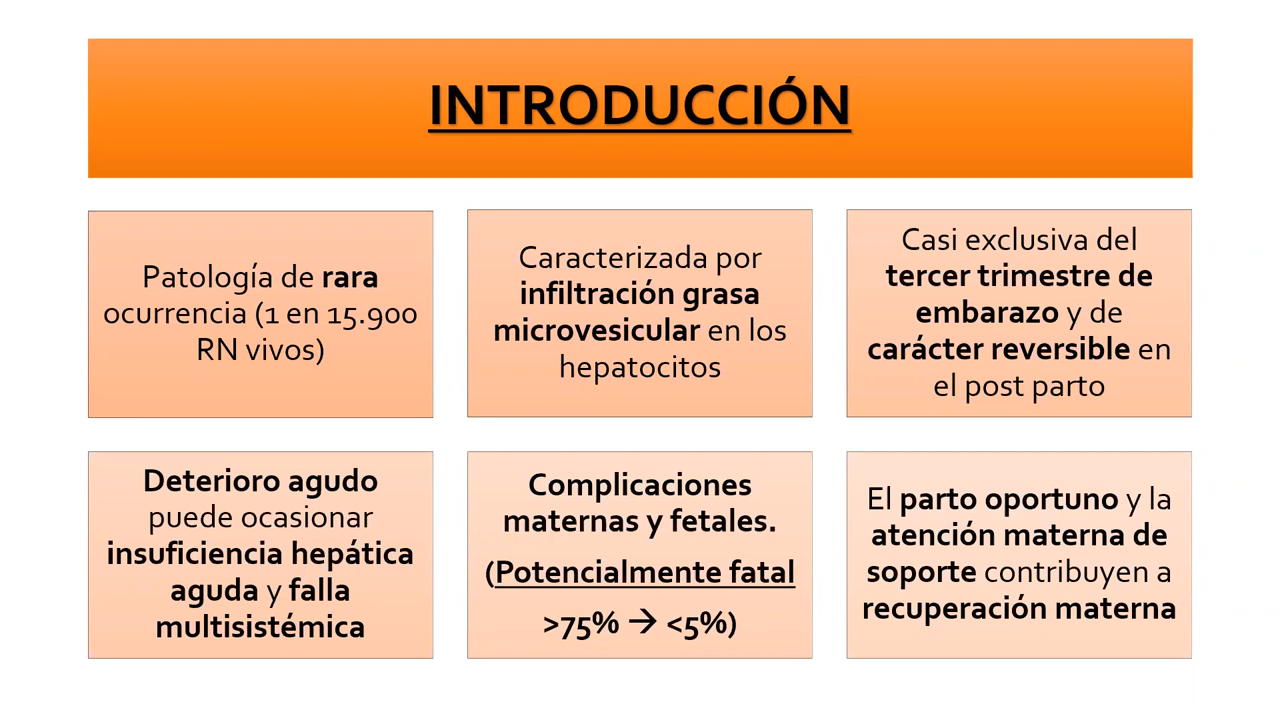 INTRODUCCIÓN
Patología de rara
ocurrencia (1 en 15.900
RN vivos)
Caracterizada por
infiltración grasa
microvesicular en los
hepatocitos
Casi exclusiva del
tercer trimestre de
embarazo y de
carácter reversible en
el post parto
Deterioro agudo
puede ocasionar
insuficiencia hepática
aguda y falla
multisistémica
Complicaciones
maternas y fetales.
(Potencialmente fatal
>75% → <5%)
El parto oportuno y la
atención materna de
soporte contribuyen a
recuperación materna